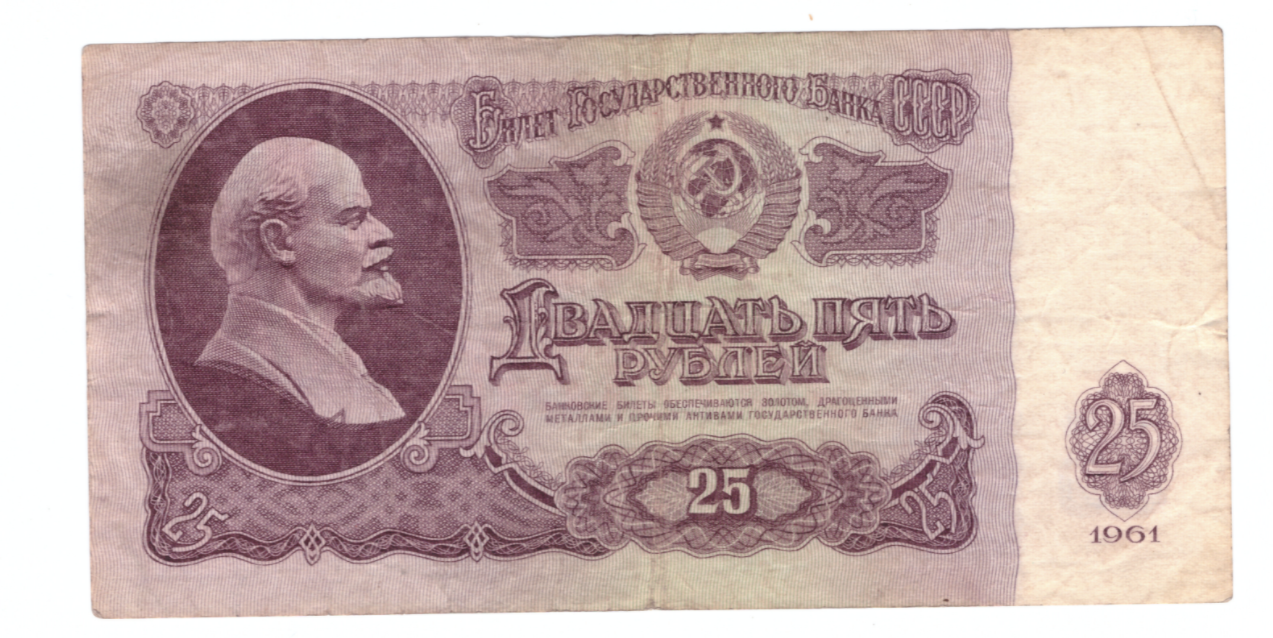 Билет Государственного Банка СССР
Двадцать пять
рублей
БАНКОВСКИЕ БИЛЕТЫ ОБЕСПЕЧИВАЮТСЯ ЗОЛОТОМ, ДРАГОЦЕННЫМИ
МЕТАЛЛАМИ И ПРОЧИМИ АКТИВАМИ ГОСУДАРСТВЕННОГО БАНКА
25
25
25
25
1961